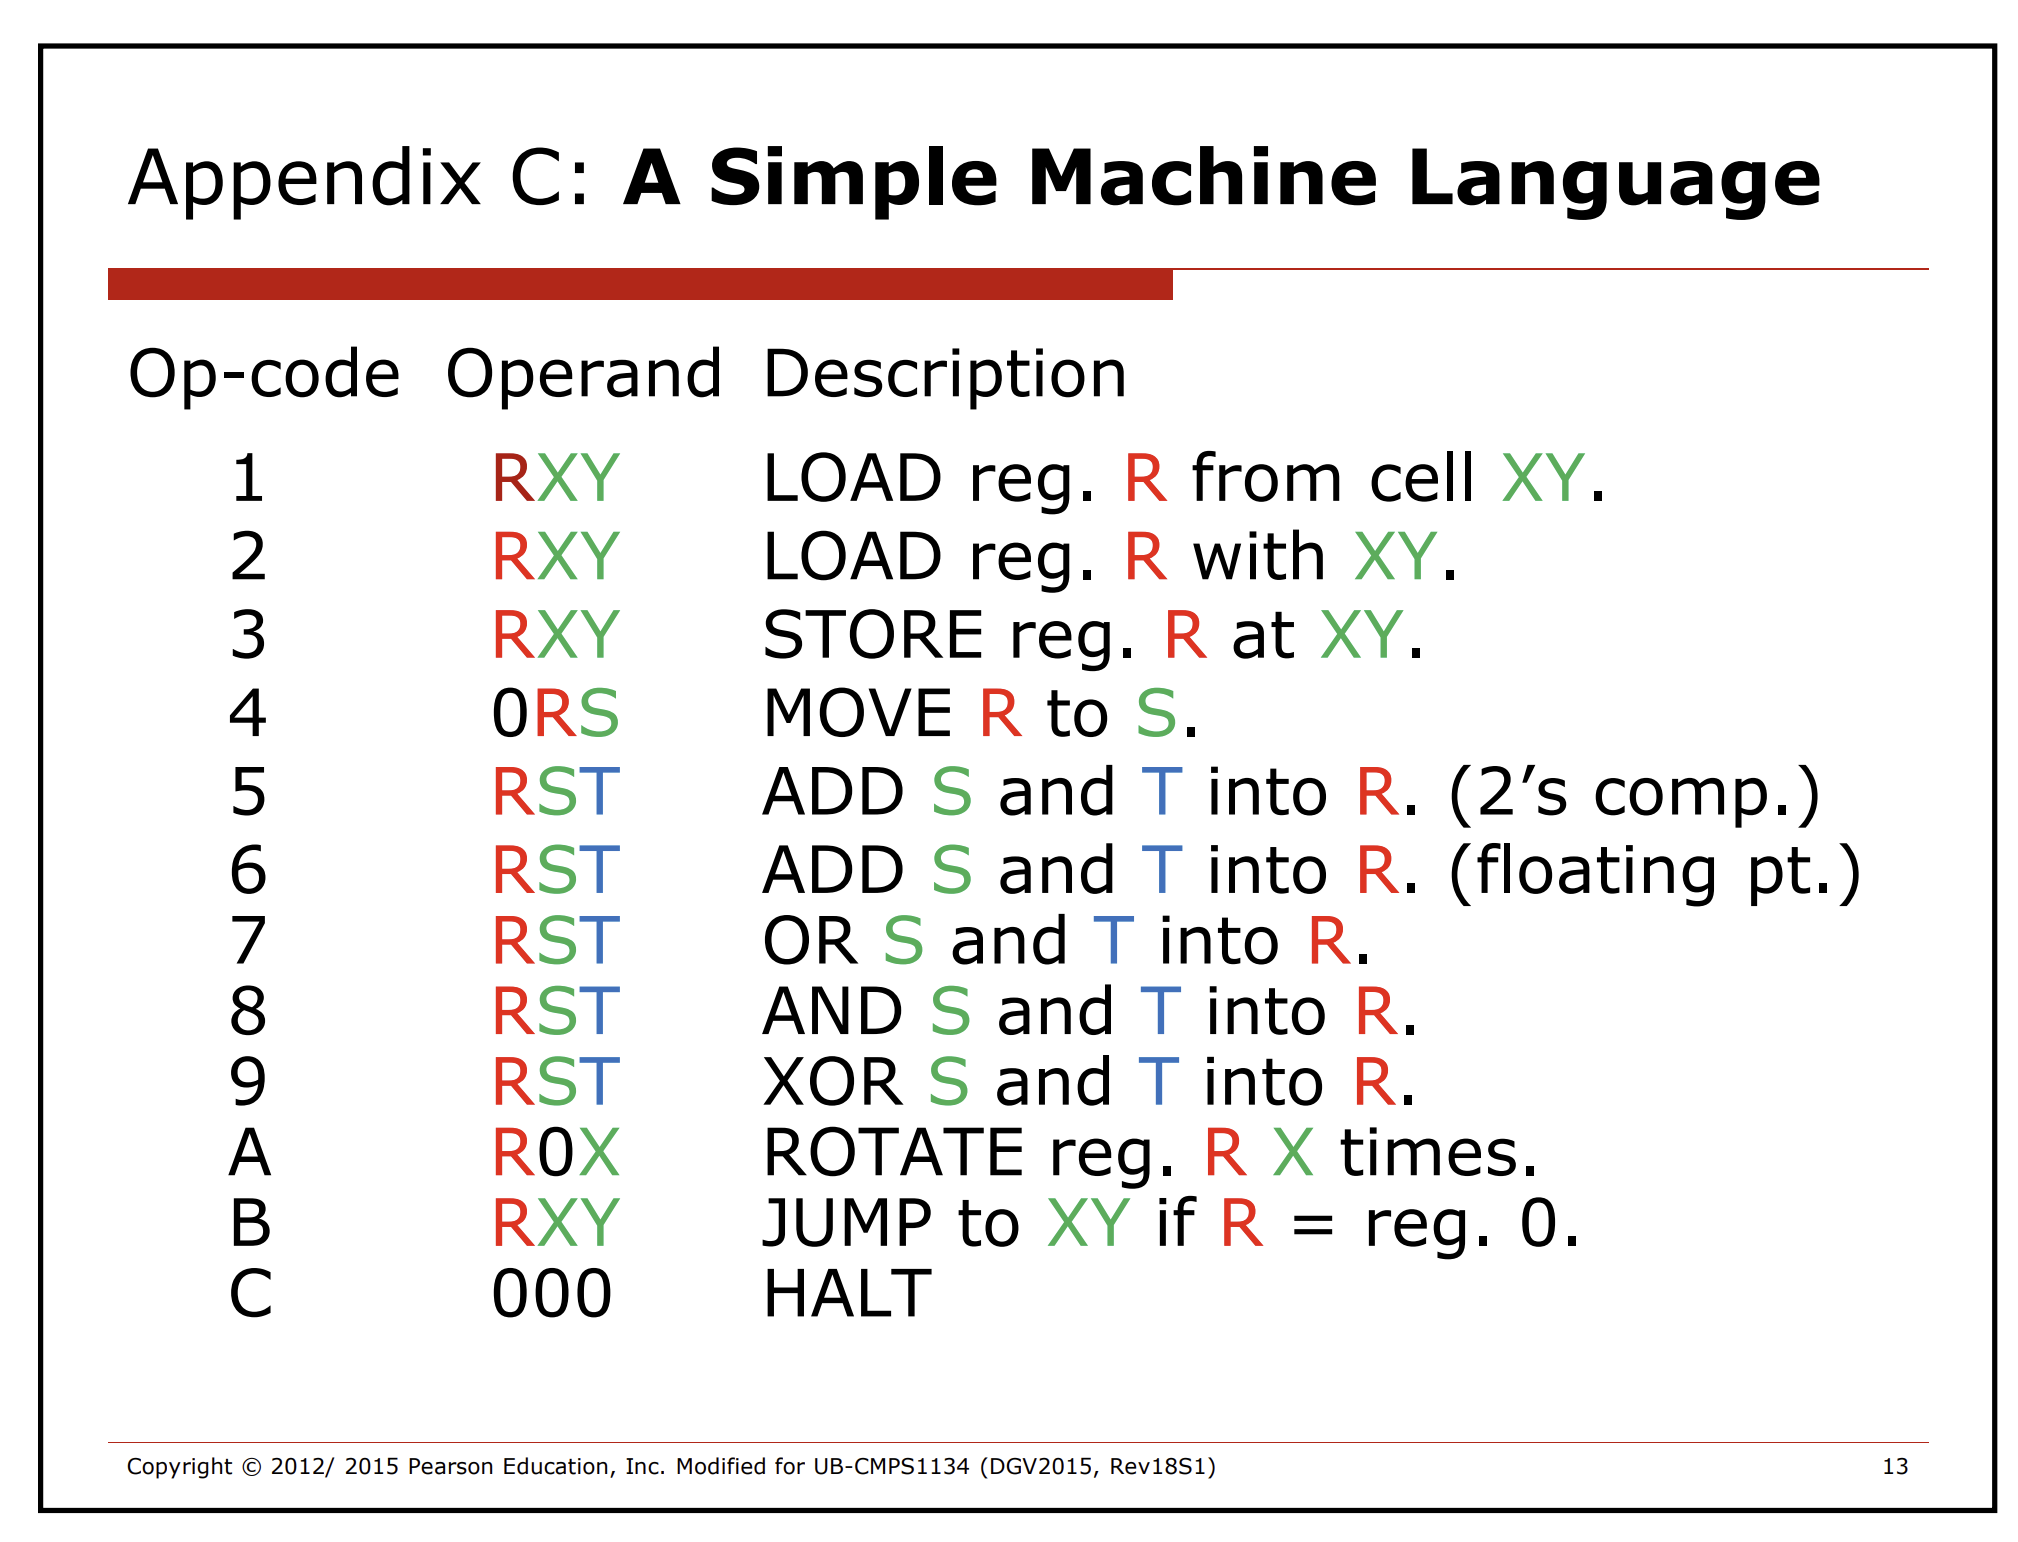 Appendix C: A Simple Machine Language
Op-code Operand Description
1 RXY LOAD reg. R from cell XY.
2 RXY LOAD reg. R with XY.
3 RXY STORE reg. R at XY.
4 0RS MOVE R to S.
5 RST ADD S and T into R. (2’s comp.)
6 RST ADD S and T into R. (floating pt.)
7 RST OR S and T into R.
8 RST AND S and T into R.
9 RST XOR S and T into R.
A R0X ROTATE reg. R X times.
B RXY JUMP to XY if R = reg. 0.
C 000 HALT
Copyright © 2012/ 2015 Pearson Education, Inc. Modified for UB-CMPS1134 (DGV2015, Rev18S1) 13